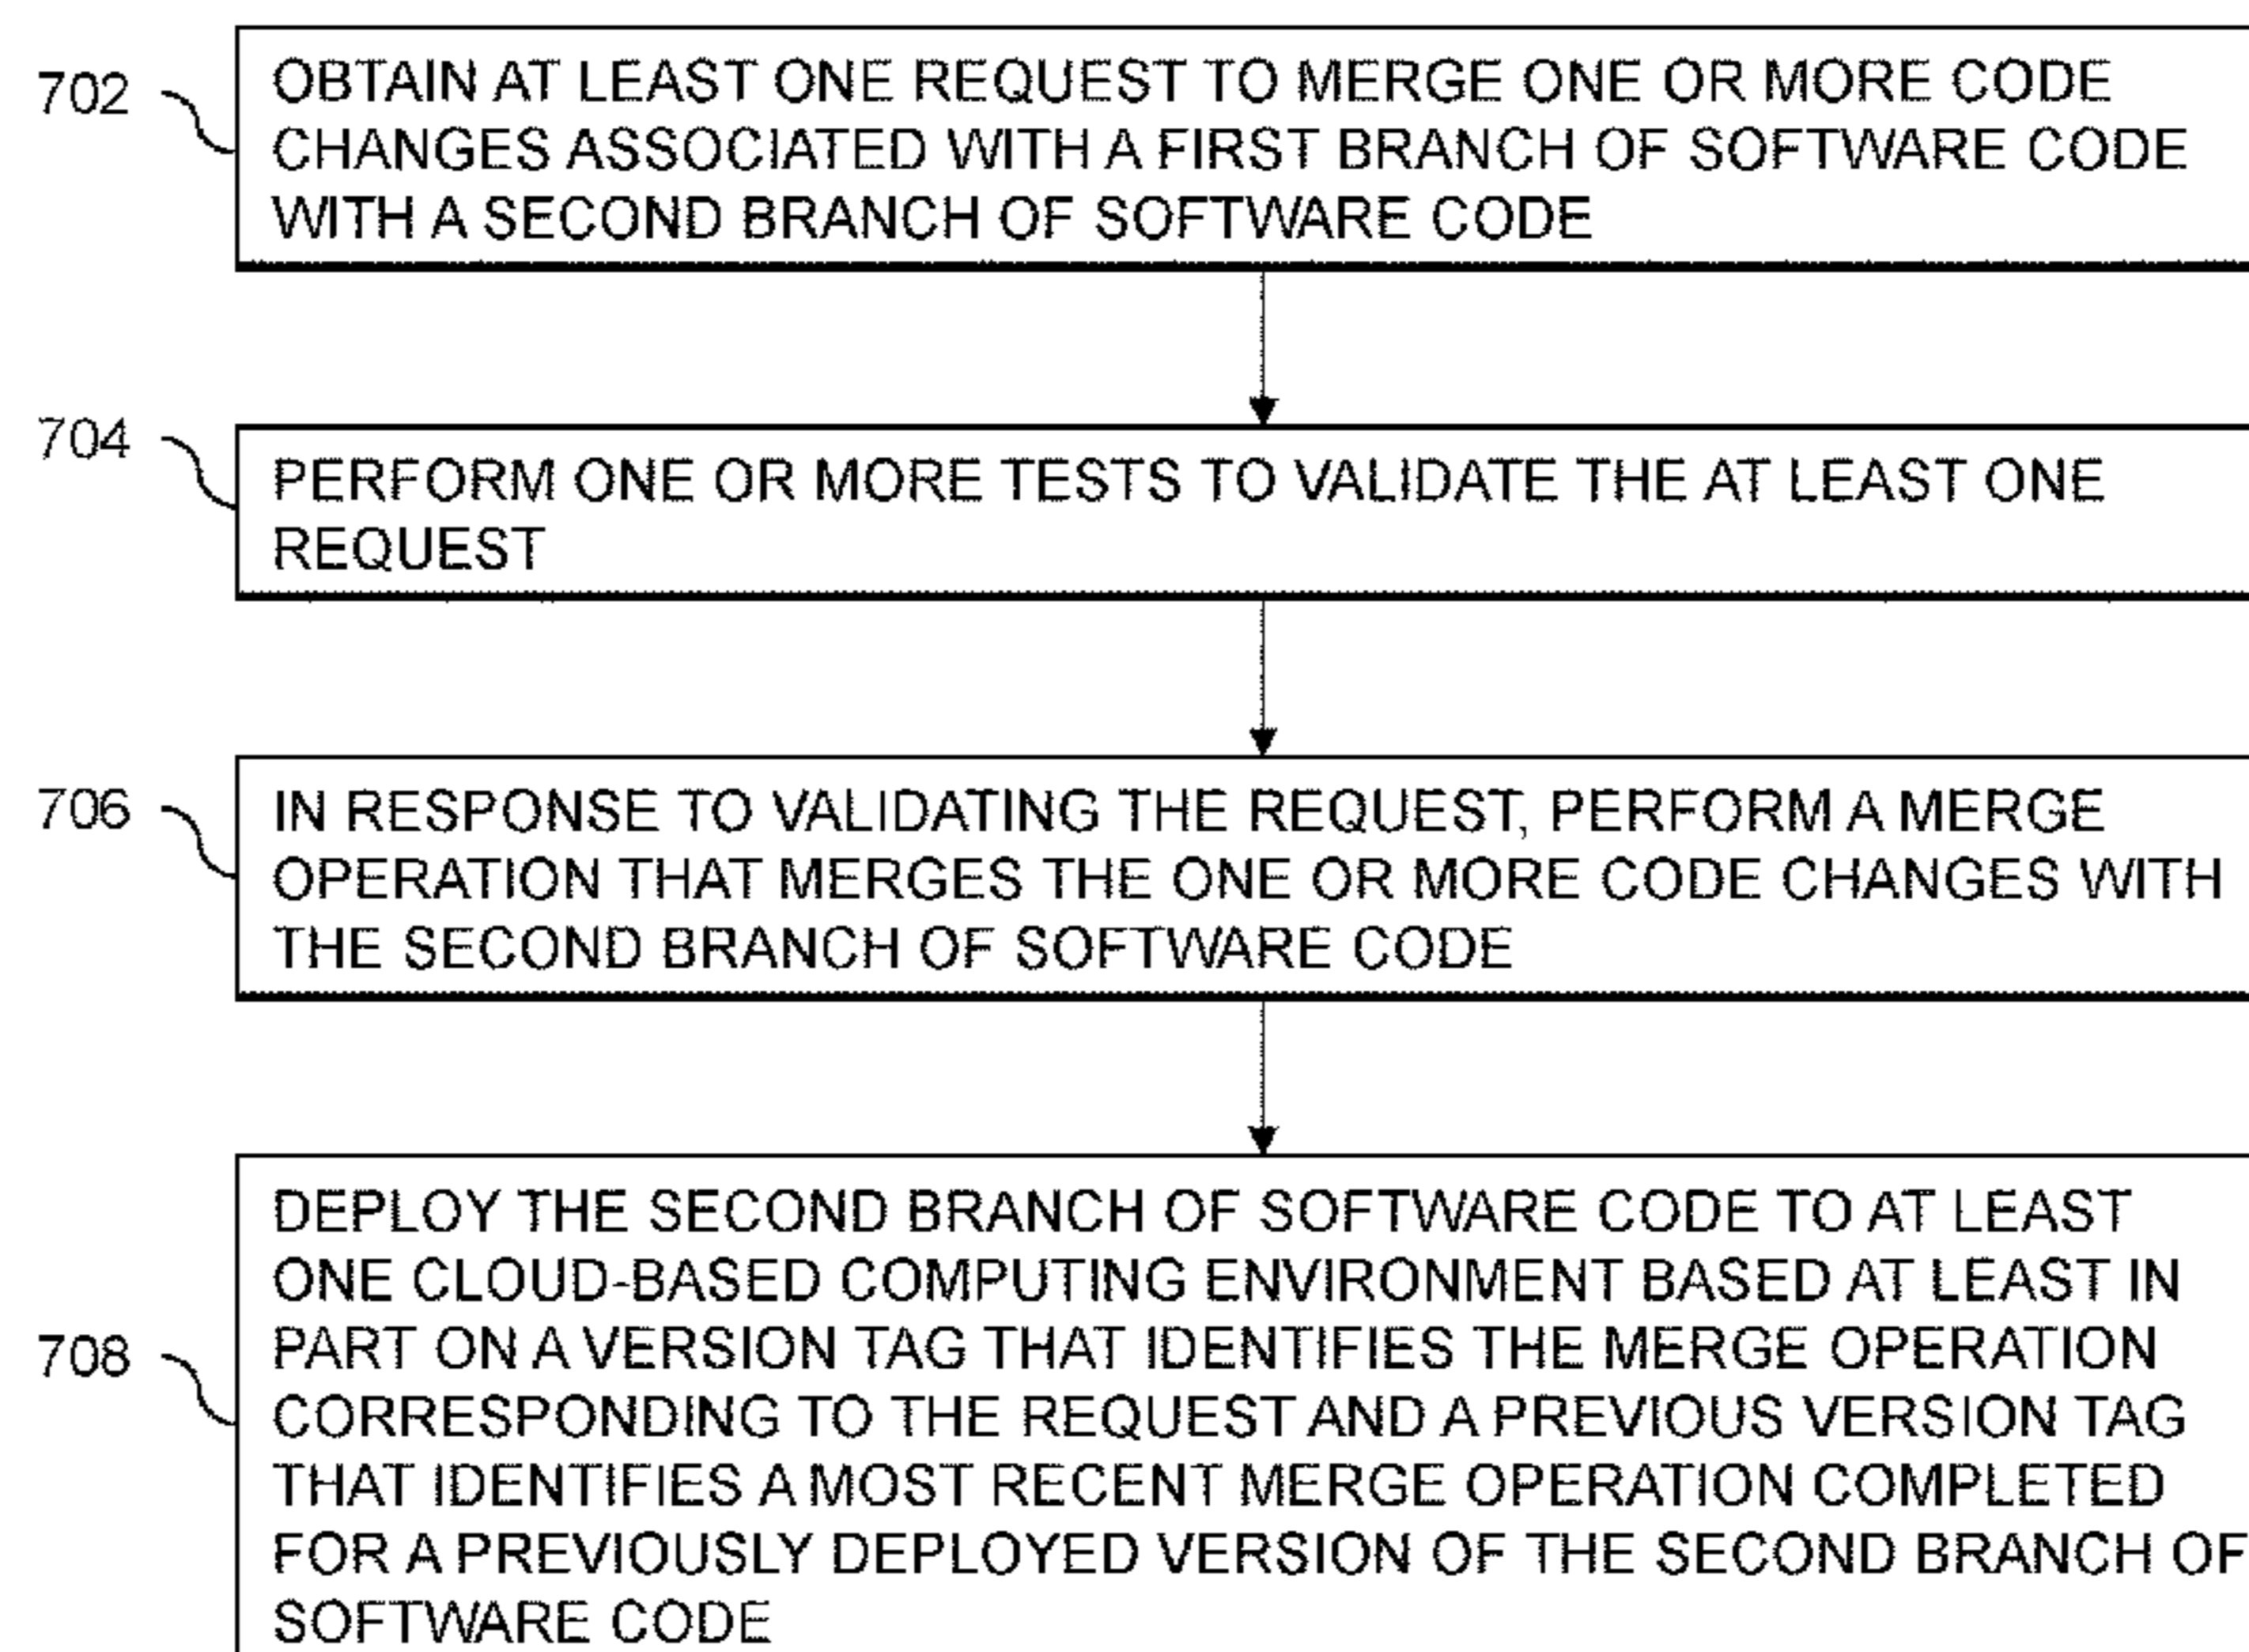 702
OBTAIN AT LEAST ONE REQUEST TO MERGE ONE OR MORE CODE
CHANGES ASSOCIATED WITH A FIRST BRANCH OF SOFTWARE CODE
WITH A SECOND BRANCH OF SOFTWARE CODE
704
PERFORM ONE OR MORE TESTS TO VALIDATE THE AT LEAST ONE
REQUEST
706
IN RESPONSE TO VALIDATING THE REQUEST, PERFORM A MERGE
OPERATION THAT MERGES THE ONE OR MORE CODE CHANGES WITH
THE SECOND BRANCH OF SOFTWARE CODE
708
DEPLOY THE SECOND BRANCH OF SOFTWARE CODE TO AT LEAST
ONE CLOUD-BASED COMPUTING ENVIRONMENT BASED AT LEAST IN
PART ON A VERSION TAG THAT IDENTIFIES THE MERGE OPERATION
CORRESPONDING TO THE REQUEST AND A PREVIOUS VERSION TAG
THAT IDENTIFIES A MOST RECENT MERGE OPERATION COMPLETED
FOR A PREVIOUSLY DEPLOYED VERSION OF THE SECOND BRANCH OF
SOFTWARE CODE